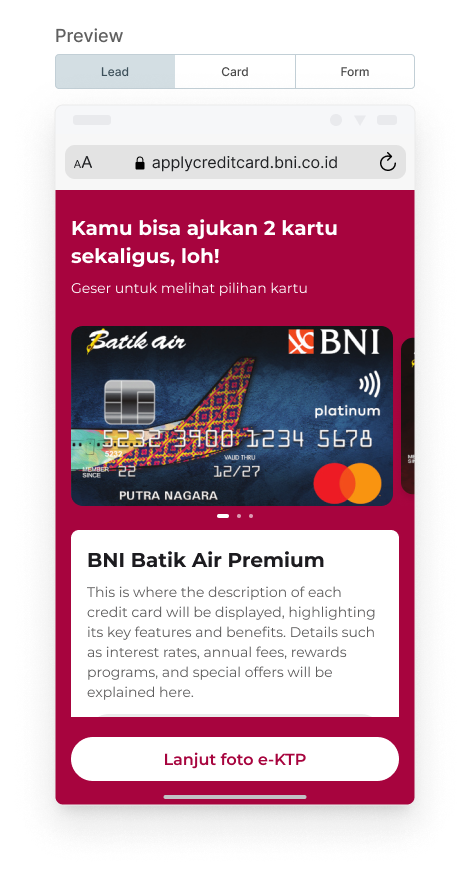 Preview
Lead Card Form
AA applycreditcard.bni.co.id
Kamu bisa ajukan 2 kartu
sekaligus, loh!
Geser untuk melihat pilihan kartu
Batik air BNI
platinum
5232 3900 1234 5678
5232
MEMBER SINCE 22 VALID THRU 12/27
PUTRA NAGARA
BNI Batik Air Premium
This is where the description of each
credit card will be displayed, highlighting
its key features and benefits. Details such
as interest rates, annual fees, rewards
programs, and special offers will be
explained here.
Lanjut foto e-KTP